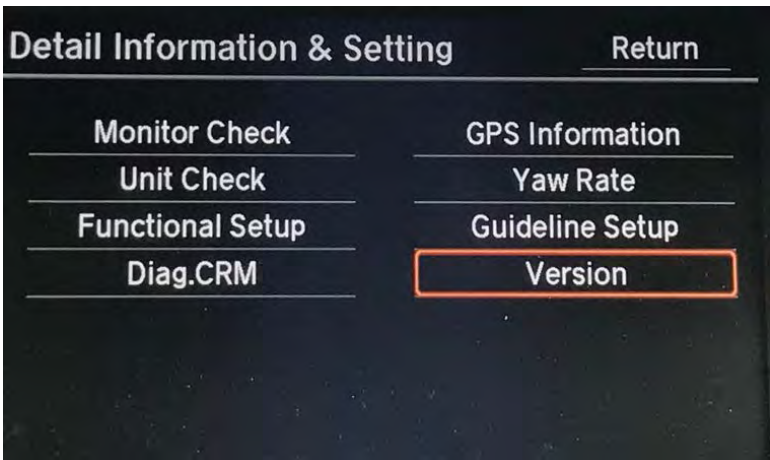 Detail Information & Setting Return
Monitor Check GPS Information
Unit Check Yaw Rate
Functional Setup Guideline Setup
Diag.CRM Version